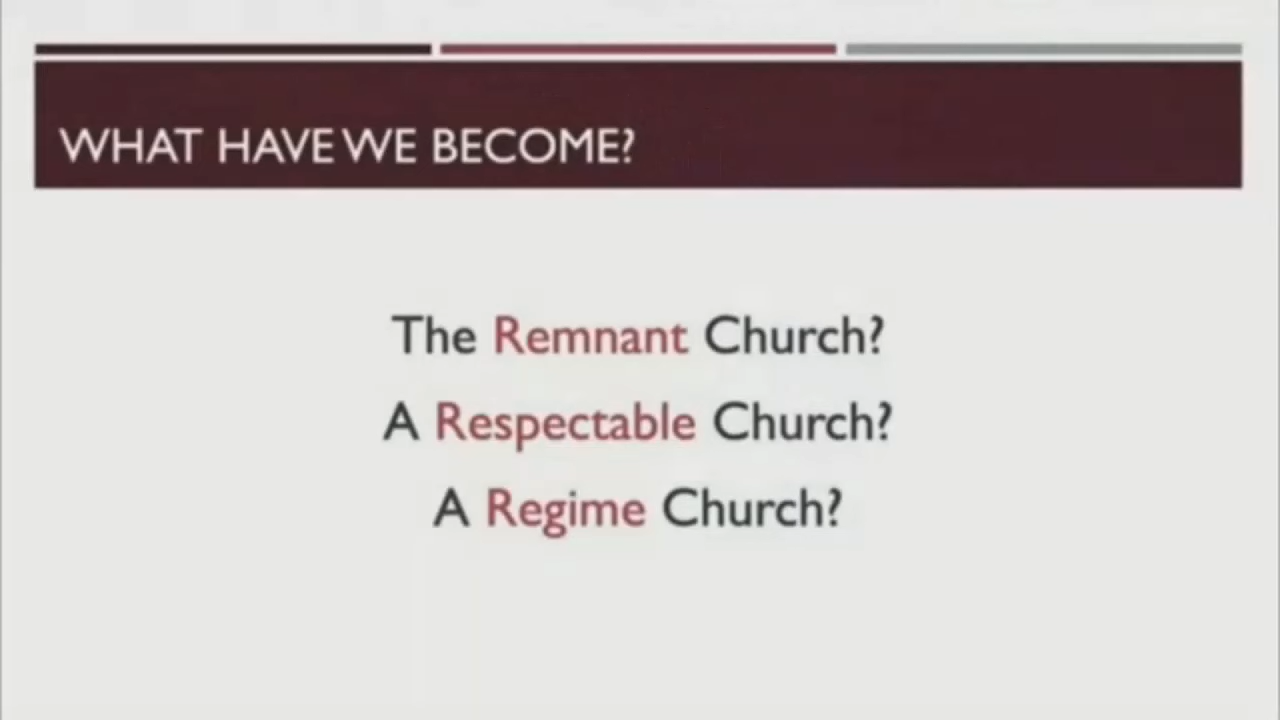 WHAT HAVE WE BECOME?
The Remnant Church?
A Respectable Church?
A Regime Church?